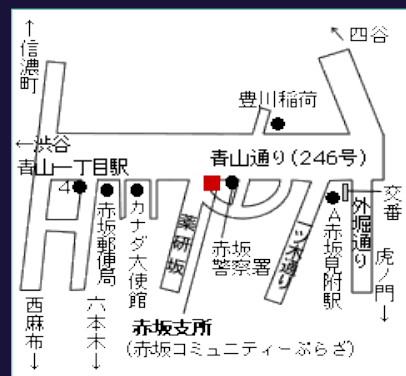 ↑信濃町
↖四谷
豊川稲荷
←渋谷
青山一丁目駅
青山通り(246号)
4
赤坂郵便局
カナダ大使館
薬研坂
赤坂警察署
一ツ木通り
A
赤坂見附駅
交番
外堀通り
虎ノ門↓
西麻布↓
六本木↓
赤坂支所
(赤坂コミュニティーぷらざ)